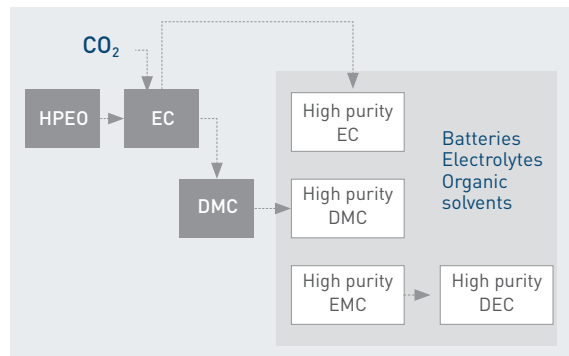 CO₂
HPEO
EC
High purity
EC
Batteries
Electrolytes
Organic
solvents
DMC
High purity
DMC
High purity
EMC
High purity
DEC